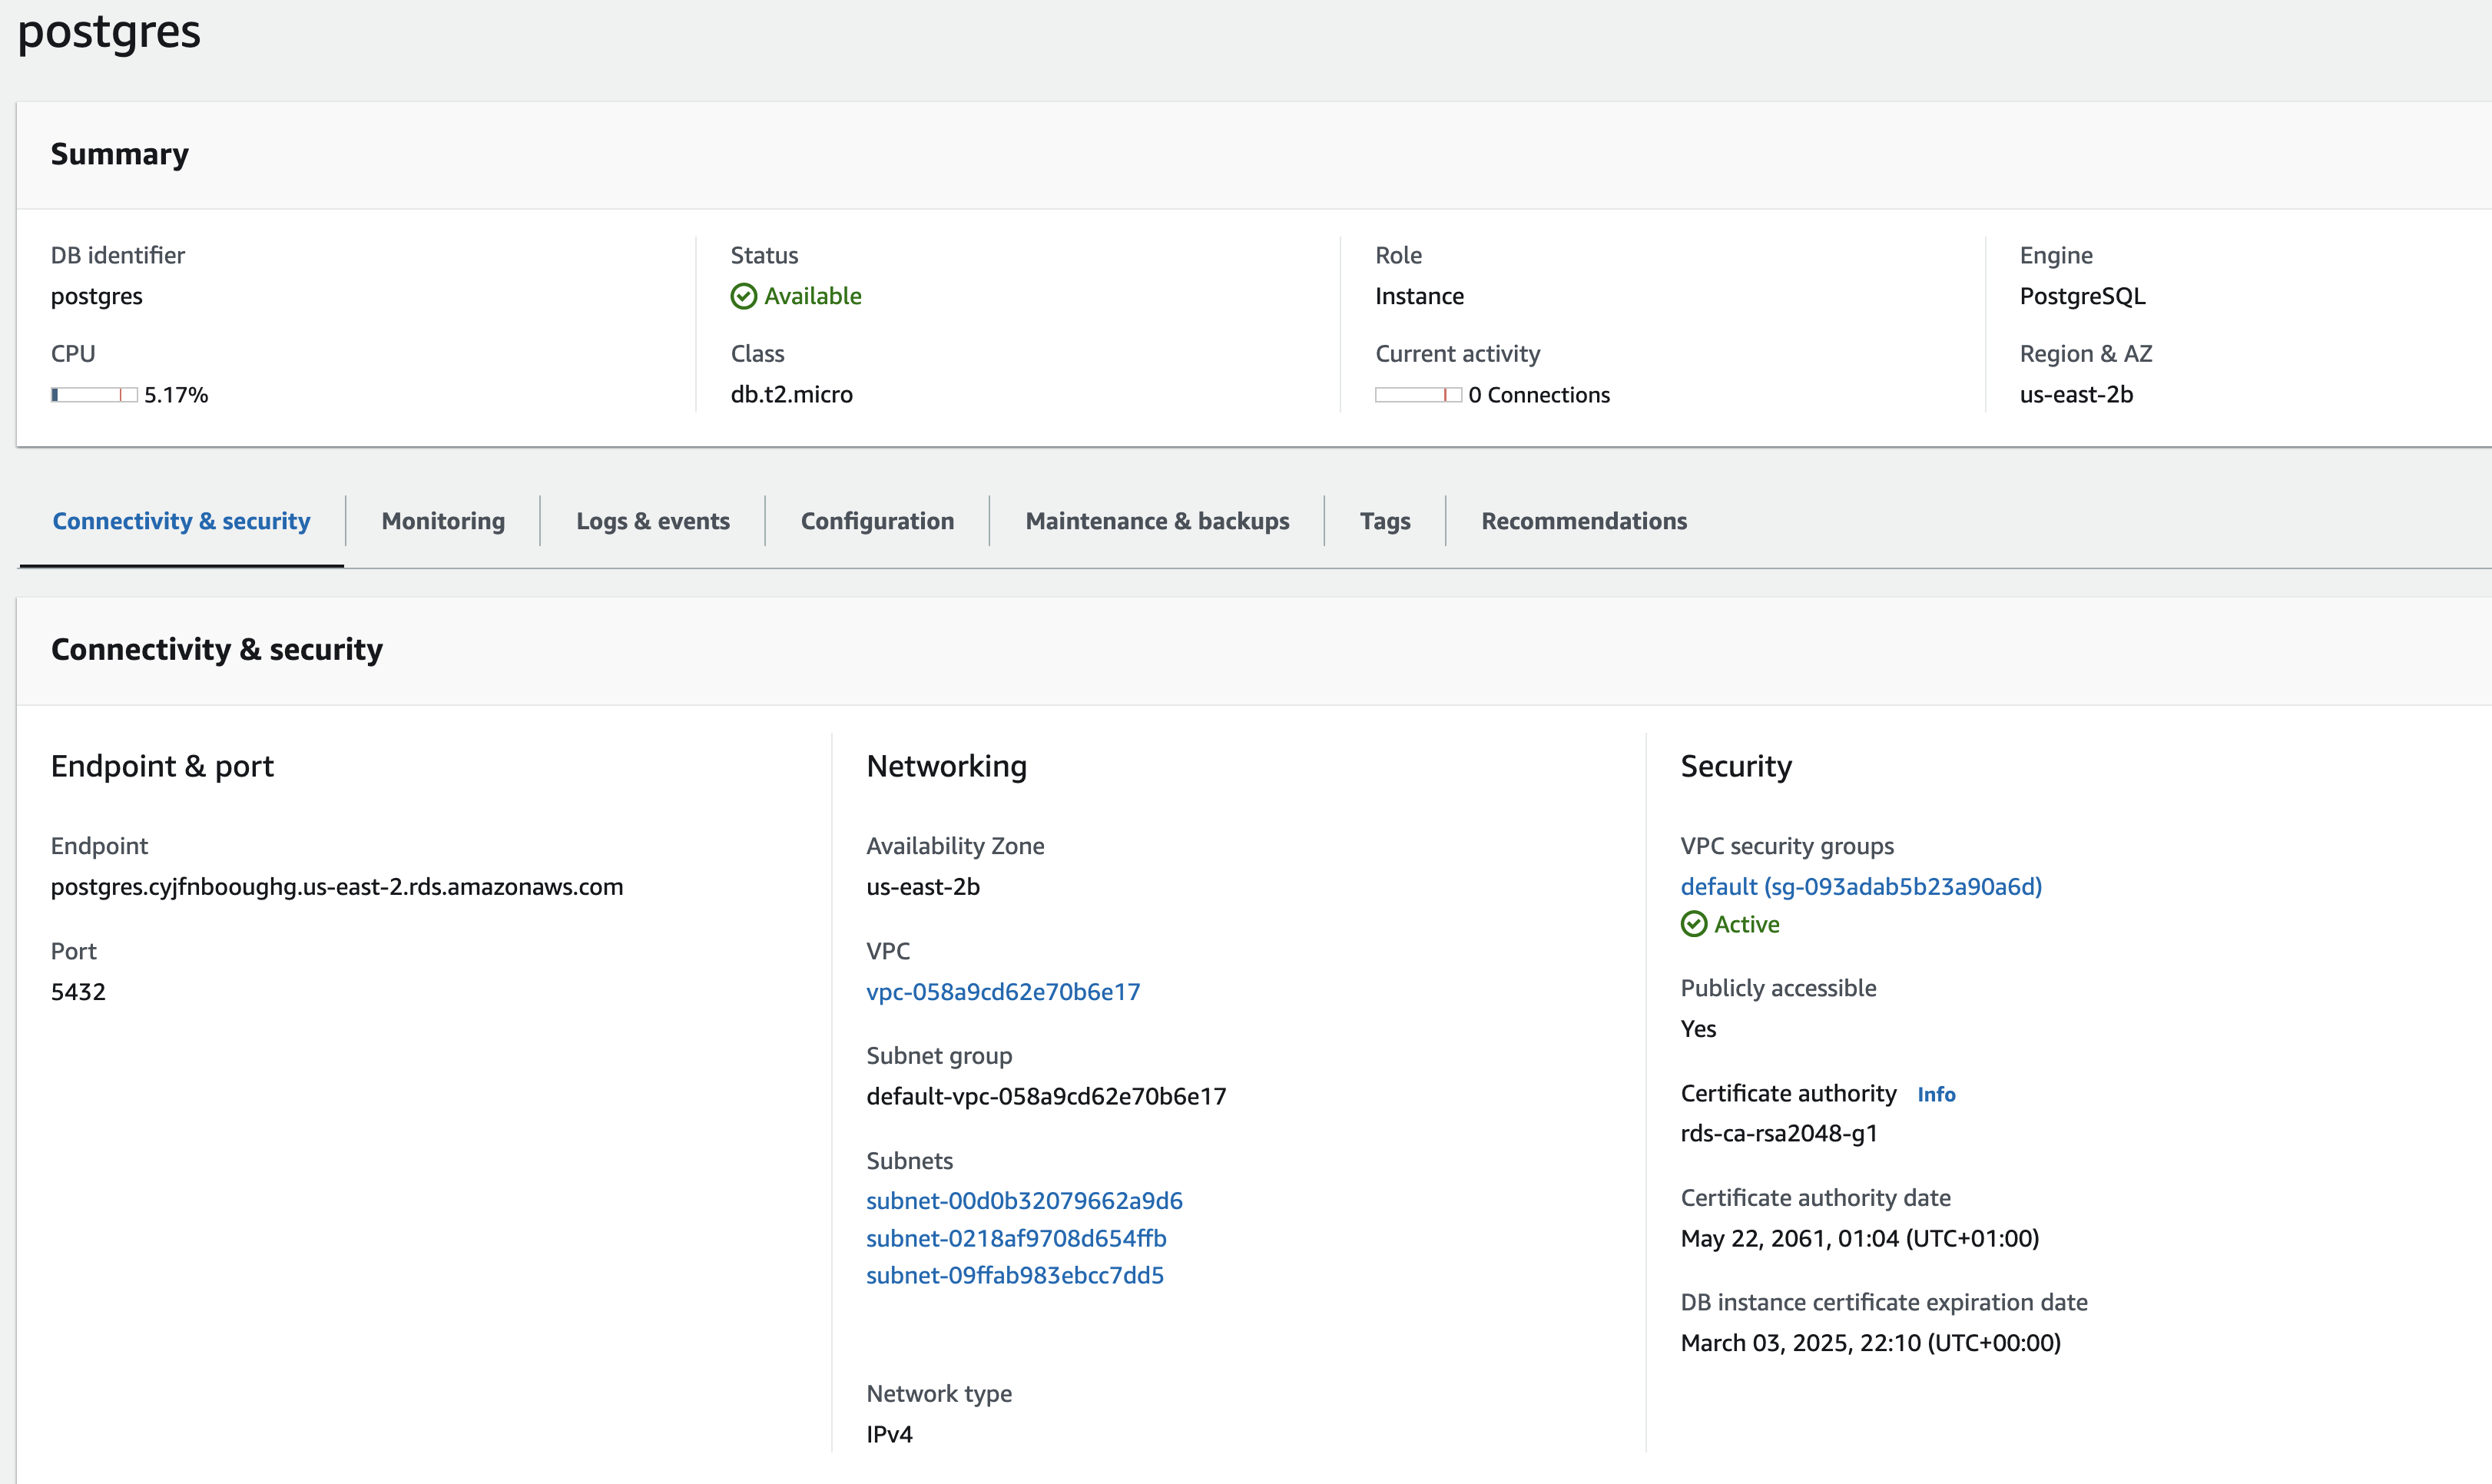 postgres
Summary
DB identifier
postgres
CPU
5.17%
Status
Available
Class
db.t2.micro
Role
Instance
Current activity
0 Connections
Engine
PostgreSQL
Region & AZ
us-east-2b
Connectivity & security
Monitoring
Logs & events
Configuration
Maintenance & backups
Tags
Recommendations
Connectivity & security
Endpoint & port
Endpoint
postgres.cyjfnbooughg.us-east-2.rds.amazonaws.com
Port
5432
Networking
Availability Zone
us-east-2b
VPC
vpc-058a9cd62e70b6e17
Subnet group
default-vpc-058a9cd62e70b6e17
Subnets
subnet-00d0b32079662a9d6
subnet-0218af9708d654ffb
subnet-09ffab983ebcc7dd5
Network type
IPv4
Security
VPC security groups
default (sg-093adab5b23a90a6d)
Active
Publicly accessible
Yes
Certificate authority Info
rds-ca-rsa2048-g1
Certificate authority date
May 22, 2061, 01:04 (UTC+01:00)
DB instance certificate expiration date
March 03, 2025, 22:10 (UTC+00:00)